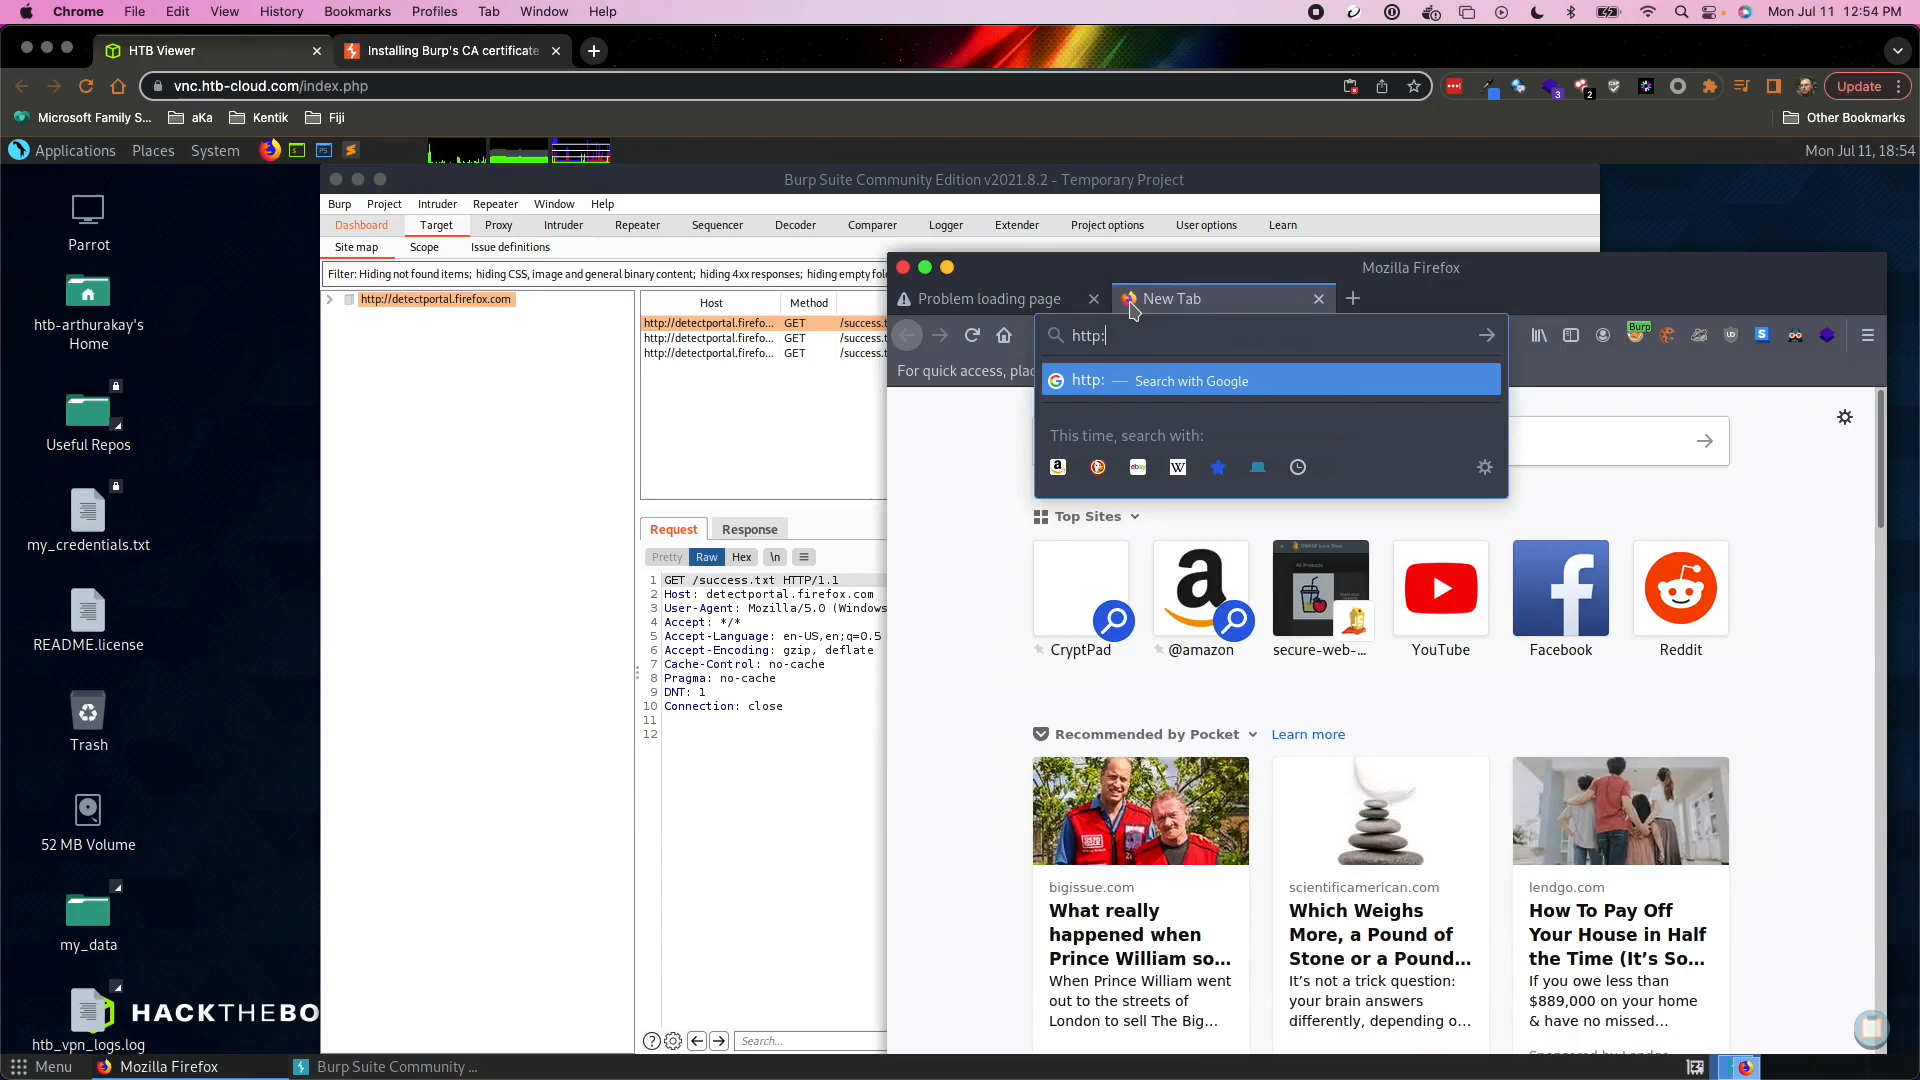 Chrome File Edit View History Bookmarks Profiles Tab Window Help Mon Jul 11 12:54 PM
HTB Viewer Installing Burp's CA certificate
vnc.htb-cloud.com/index.php 3 2 Update
Microsoft Family S... aKa Kentik Fiji Other Bookmarks
Applications Places System Mon Jul 11, 18:54
Burp Suite Community Edition v2021.8.2 - Temporary Project
Burp Project Intruder Repeater Window Help
Dashboard Target Proxy Intruder Repeater Sequencer Decoder Comparer Logger Extender Project options User options Learn
Site map Scope Issue definitions
Filter: Hiding not found items; hiding CSS, image and general binary content; hiding 4xx responses; hiding empty fol
http://detectportal.firefox.com
Host Method
http://detectportal.firefo... GET /success.t
http://detectportal.firefo... GET /success.t
http://detectportal.firefo... GET /success.t
Request Response
Pretty Raw Hex \n
1 GET /success.txt HTTP/1.1
2 Host: detectportal.firefox.com
3 User-Agent: Mozilla/5.0 (Windows
4 Accept: */*
5 Accept-Language: en-US,en;q=0.5
6 Accept-Encoding: gzip, deflate
7 Cache-Control: no-cache
8 Pragma: no-cache
9 DNT: 1
10 Connection: close
11
12
Search...
Mozilla Firefox
Problem loading page New Tab
http:
Burp
For quick access, plac
http: — Search with Google
This time, search with:
Top Sites
CryptPad @amazon secure-web-... YouTube Facebook Reddit
Recommended by Pocket Learn more
bigissue.com
What really
happened when
Prince William so...
When Prince William went
out to the streets of
London to sell The Big...
scientificamerican.com
Which Weighs
More, a Pound of
Stone or a Pound...
It's not a trick question:
your brain answers
differently, depending o...
lendgo.com
How To Pay Off
Your House in Half
the Time (It's So...
If you owe less than
$889,000 on your home
& have no missed...
Sponsored by Lendgo
Parrot
htb-arthurakay's
Home
Useful Repos
my_credentials.txt
README.license
Trash
52 MB Volume
my_data
HACKTHEBO
htb_vpn_logs.log
Menu Mozilla Firefox Burp Suite Community ...